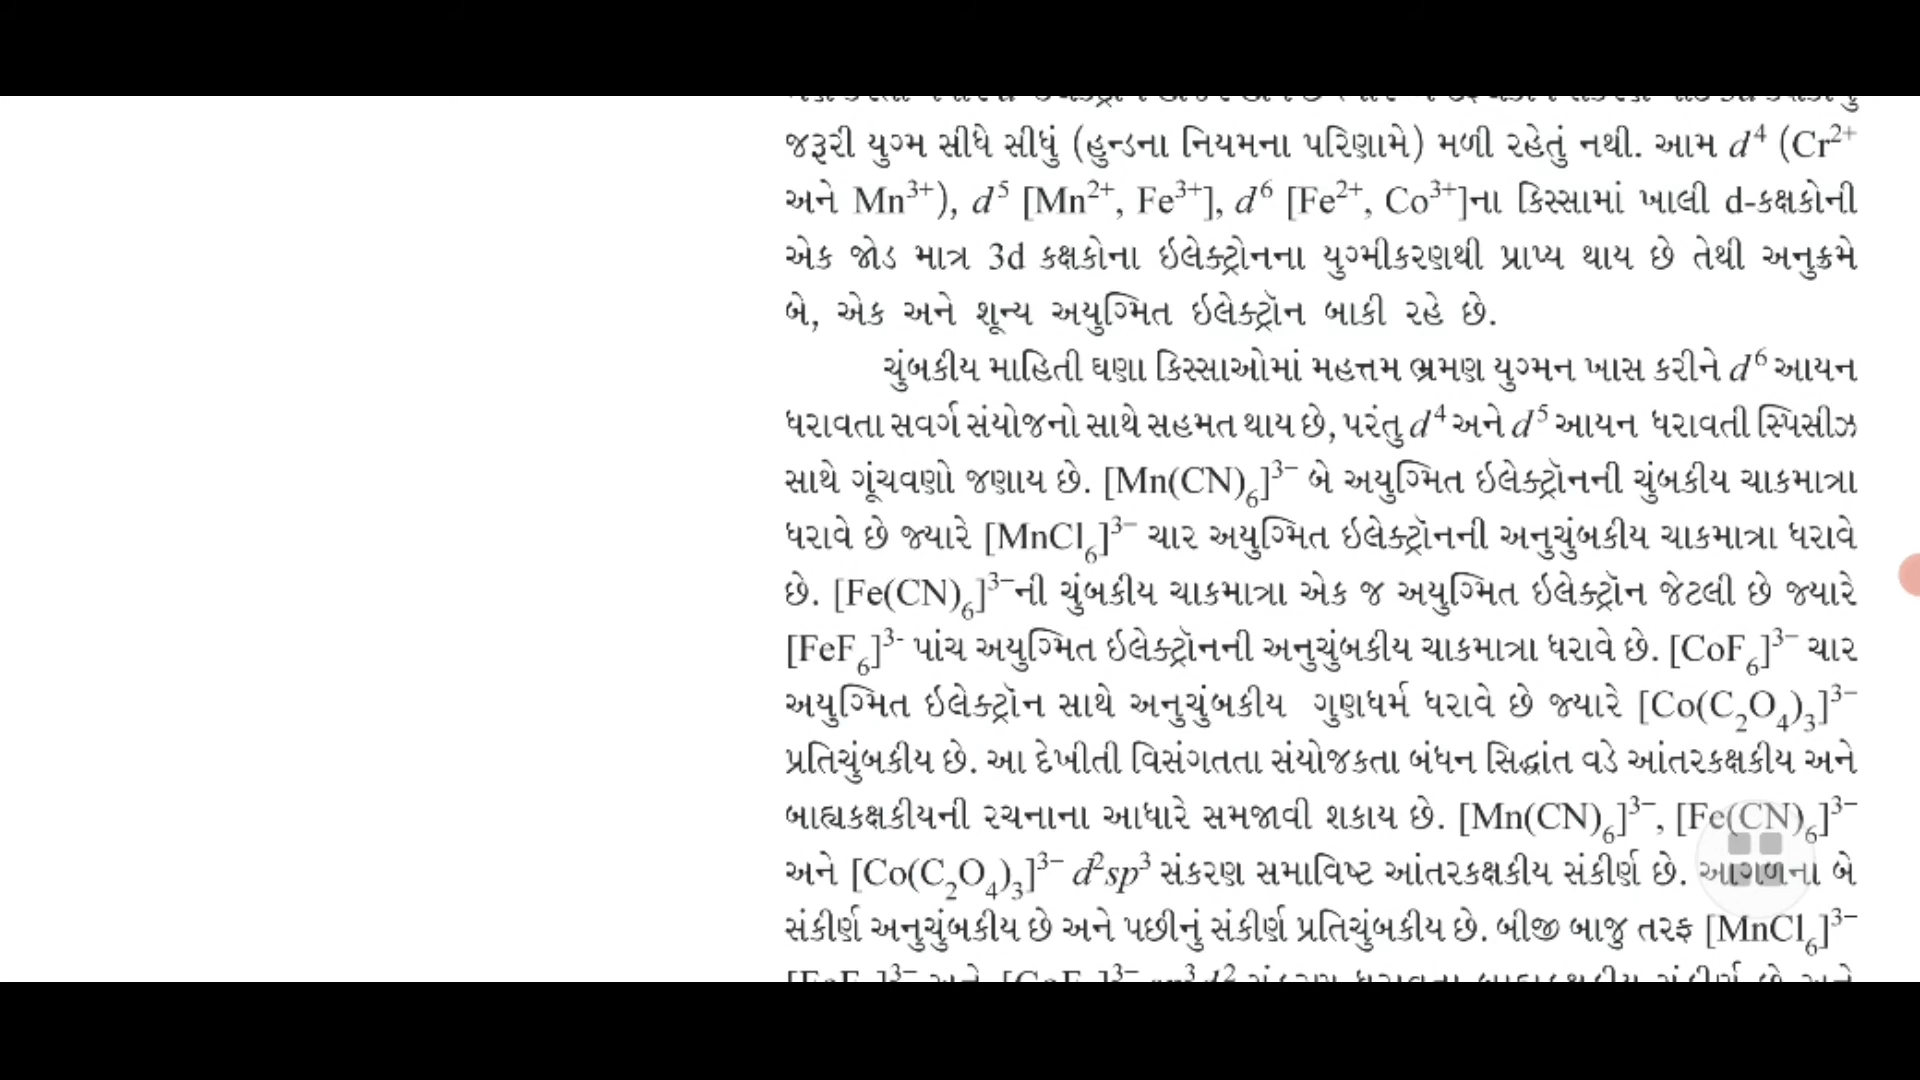 જરૂરી યુગ્મ સીધે સીધું (હુન્ડના નિયમના પરિણામે) મળી રહેતું નથી. આમ d⁴ (Cr²⁺
અને Mn³⁺), d⁵ [Mn²⁺, Fe³⁺], d⁶ [Fe²⁺, Co³⁺]ના કિસ્સામાં ખાલી d-કક્ષકોની
એક જોડ માત્ર 3d કક્ષકોના ઇલેક્ટ્રોનના યુગ્મીકરણથી પ્રાપ્ય થાય છે તેથી અનુક્રમે
બે, એક અને શૂન્ય અયુગ્મિત ઇલેક્ટ્રૉન બાકી રહે છે.
ચુંબકીય માહિતી ઘણા કિસ્સાઓમાં મહત્તમ ભ્રમણ યુગ્મન ખાસ કરીને d⁶ આયન
ધરાવતા સવર્ગ સંયોજનો સાથે સહમત થાય છે, પરંતુ d⁴ અને d⁵ આયન ધરાવતી સ્પિસીઝ
સાથે ગૂંચવણો જણાય છે. [Mn(CN)₆]³⁻ બે અયુગ્મિત ઇલેક્ટ્રૉનની ચુંબકીય ચાકમાત્રા
ધરાવે છે જ્યારે [MnCl₆]³⁻ ચાર અયુગ્મિત ઇલેક્ટ્રૉનની અનુચુંબકીય ચાકમાત્રા ધરાવે
છે. [Fe(CN)₆]³⁻ની ચુંબકીય ચાકમાત્રા એક જ અયુગ્મિત ઇલેક્ટ્રૉન જેટલી છે જ્યારે
[FeF₆]³⁻ પાંચ અયુગ્મિત ઇલેક્ટ્રૉનની અનુચુંબકીય ચાકમાત્રા ધરાવે છે. [CoF₆]³⁻ ચાર
અયુગ્મિત ઇલેક્ટ્રૉન સાથે અનુચુંબકીય ગુણધર્મ ધરાવે છે જ્યારે [Co(C₂O₄)₃]³⁻
પ્રતિચુંબકીય છે. આ દેખીતી વિસંગતતા સંયોજકતા બંધન સિદ્ધાંત વડે આંતરકક્ષકીય અને
બાહ્યકક્ષકીયની રચનાના આધારે સમજાવી શકાય છે. [Mn(CN)₆]³⁻, [Fe(CN)₆]³⁻
અને [Co(C₂O₄)₃]³⁻ d²sp³ સંકરણ સમાવિષ્ટ આંતરકક્ષકીય સંકીર્ણ છે. આગળના બે
સંકીર્ણ અનુચુંબકીય છે અને પછીનું સંકીર્ણ પ્રતિચુંબકીય છે. બીજી બાજુ તરફ [MnCl₆]³⁻